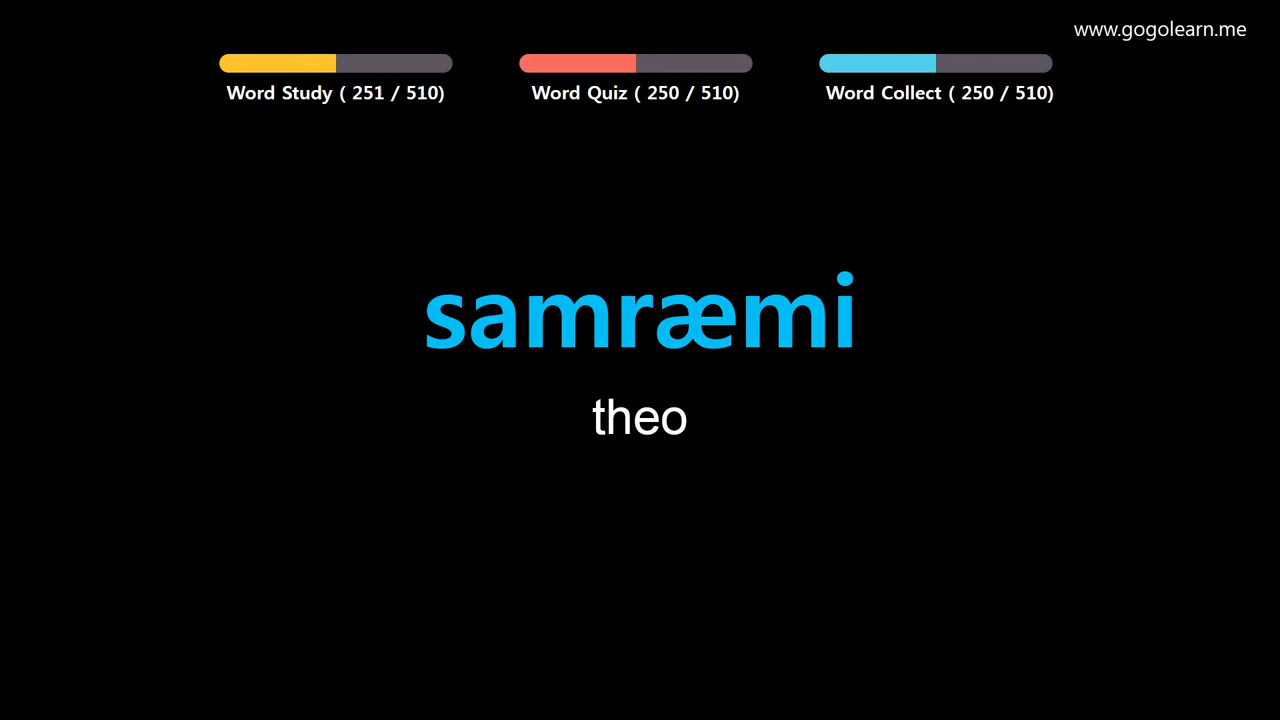 www.gogolearn.me
Word Study ( 251 / 510)
Word Quiz ( 250 / 510)
Word Collect ( 250 / 510)
samræmi
theo